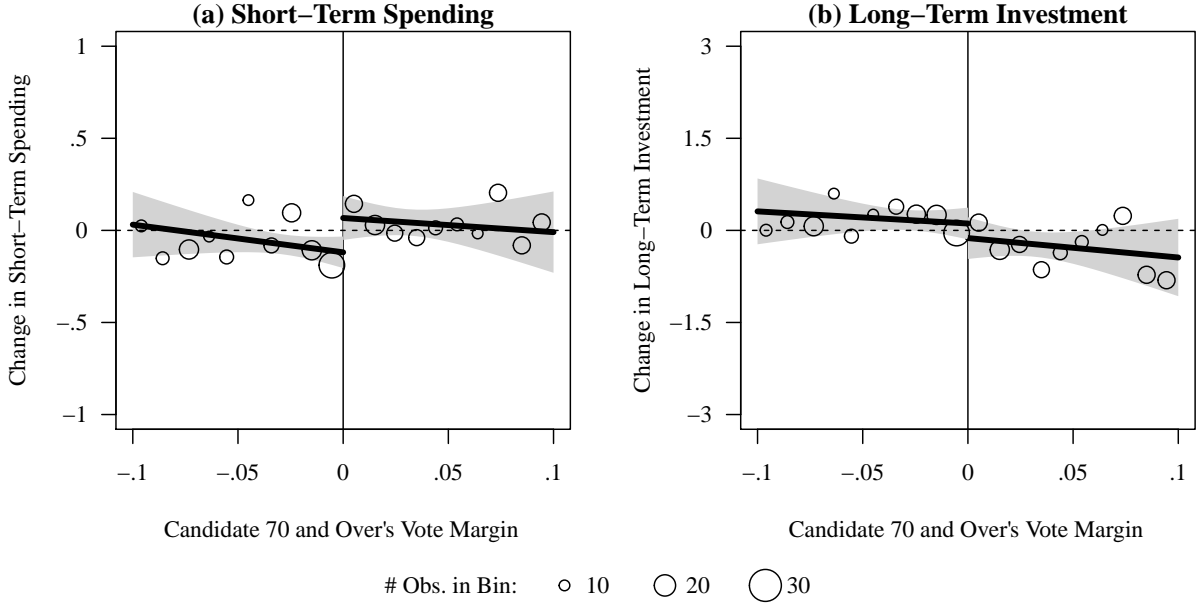 (a) Short−Term Spending
Change in Short−Term Spending
1
.5
0
−.5
−1
−.1
−.05
0
.05
.1
Candidate 70 and Over's Vote Margin
(b) Long−Term Investment
Change in Long−Term Investment
3
1.5
0
−1.5
−3
−.1
−.05
0
.05
.1
Candidate 70 and Over's Vote Margin
# Obs. in Bin: 10 20 30